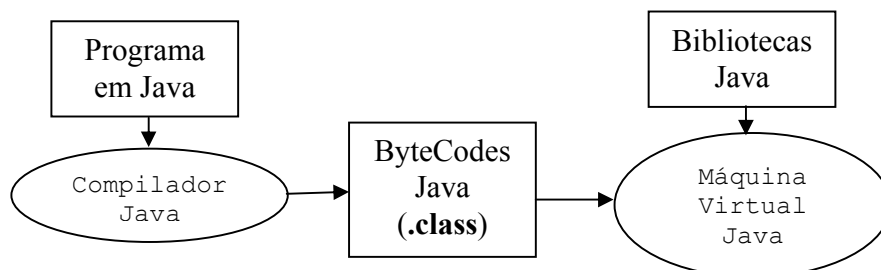 Programa
em Java
Bibliotecas
Java
Compilador
Java
ByteCodes
Java
(.class)
Máquina
Virtual
Java